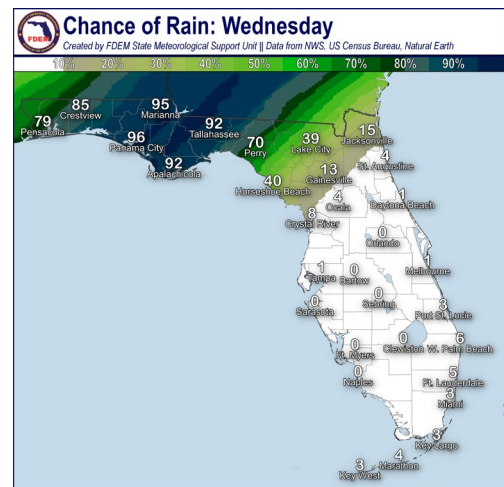 FDEM
Chance of Rain: Wednesday
Created by FDEM State Meteorological Support Unit || Data from NWS, US Census Bureau, Natural Earth
10% 20% 30% 40% 50% 60% 70% 80% 90%
85
Crestview
95
Marianna
79
Pensacola
96
Panama City
92
Tallahassee
92
Apalachicola
70
Perry
39
Lake City
15
Jacksonville
4
St. Augustine
13
Gainesville
40
Horseshoe Beach
4
Ocala
1
Daytona Beach
8
Crystal River
0
Orlando
1
Melbourne
1
Tampa
0
Bartow
0
Sebring
0
Sarasota
3
Port St. Lucie
0
Ft. Myers
0
Clewiston
6
W. Palm Beach
0
Naples
5
Ft. Lauderdale
3
Miami
3
Key Largo
4
Marathon
3
Key West